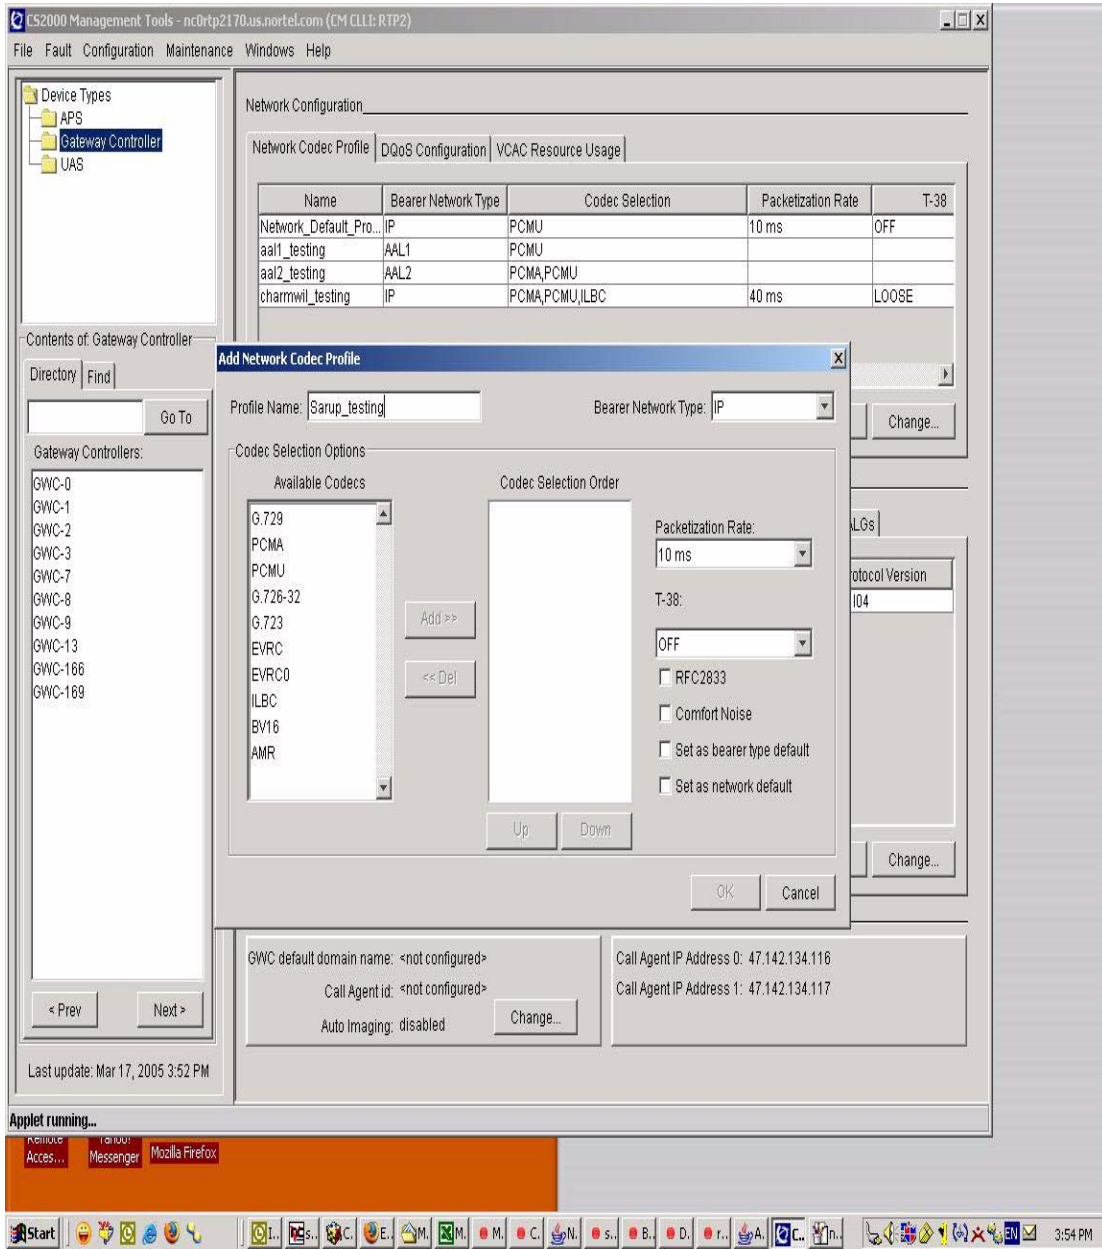 CS2000 Management Tools - nc0rtp2170.us.nortel.com (CM CLLI: RTP2)
File Fault Configuration Maintenance Windows Help
Device Types
APS
Gateway Controller
UAS
Network Configuration
Network Codec Profile DQoS Configuration VCAC Resource Usage
Name Bearer Network Type Codec Selection Packetization Rate T-38
Network_Default_Pro... IP PCMU 10 ms OFF
aal1_testing AAL1 PCMU
aal2_testing AAL2 PCMA,PCMU
charmwil_testing IP PCMA,PCMU,ILBC 40 ms LOOSE
Change...
Contents of: Gateway Controller
Directory Find
Go To
Gateway Controllers:
GWC-0
GWC-1
GWC-2
GWC-3
GWC-7
GWC-8
GWC-9
GWC-13
GWC-166
GWC-169
< Prev Next >
Last update: Mar 17, 2005 3:52 PM
Add Network Codec Profile
Profile Name: Sarup_testing Bearer Network Type: IP
Codec Selection Options
Available Codecs Codec Selection Order
G.729
PCMA
PCMU
G.726-32
G.723
EVRC
EVRC0
ILBC
BV16
AMR
Add >>
<< Del
Up Down
Packetization Rate:
10 ms
T-38:
OFF
RFC2833
Comfort Noise
Set as bearer type default
Set as network default
OK Cancel
ALGs
otocol Version
I04
Change...
GWC default domain name: <not configured>
Call Agent id: <not configured>
Auto Imaging: disabled
Change...
Call Agent IP Address 0: 47.142.134.116
Call Agent IP Address 1: 47.142.134.117
Applet running...
Remote Acces...
Yahoo! Messenger
Mozilla Firefox
Start I.. s.. C. E.. M. M. M. C. N. s.. B.. D. r.. A.. C.. n.. EN 3:54 PM